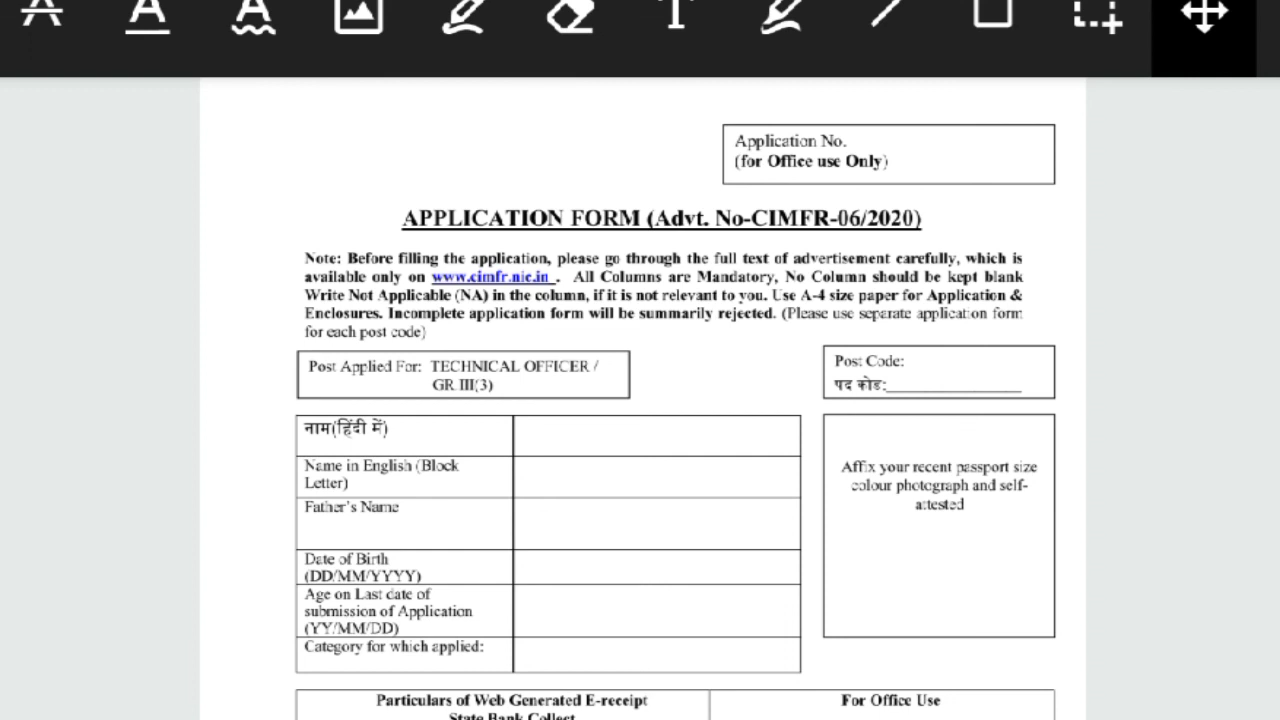 Application No.
(for Office use Only)
APPLICATION FORM (Advt. No-CIMFR-06/2020)
Note: Before filling the application, please go through the full text of advertisement carefully, which is
available only on www.cimfr.nic.in . All Columns are Mandatory, No Column should be kept blank
Write Not Applicable (NA) in the column, if it is not relevant to you. Use A-4 size paper for Application &
Enclosures. Incomplete application form will be summarily rejected. (Please use separate application form
for each post code)
Post Applied For: TECHNICAL OFFICER /
GR III(3)
Post Code:
पद कोड:
नाम(हिंदी में)
Name in English (Block
Letter)
Father's Name
Date of Birth
(DD/MM/YYYY)
Age on Last date of
submission of Application
(YY/MM/DD)
Category for which applied:
Affix your recent passport size
colour photograph and self-
attested
Particulars of Web Generated E-receipt
State Bank Collect
For Office Use